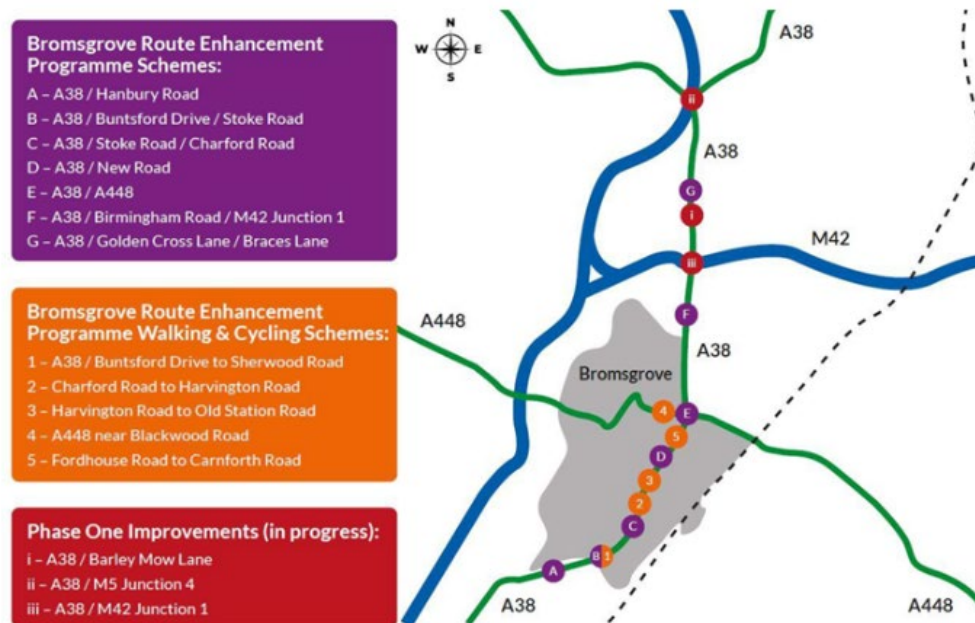 Bromsgrove Route Enhancement
Programme Schemes:
A – A38 / Hanbury Road
B – A38 / Buntsford Drive / Stoke Road
C – A38 / Stoke Road / Charford Road
D – A38 / New Road
E – A38 / A448
F – A38 / Birmingham Road / M42 Junction 1
G – A38 / Golden Cross Lane / Braces Lane
Bromsgrove Route Enhancement
Programme Walking & Cycling Schemes:
1 – A38 / Buntsford Drive to Sherwood Road
2 – Charford Road to Harvington Road
3 – Harvington Road to Old Station Road
4 – A448 near Blackwood Road
5 – Fordhouse Road to Carnforth Road
Phase One Improvements (in progress):
i – A38 / Barley Mow Lane
ii – A38 / M5 Junction 4
iii – A38 / M42 Junction 1
N
W E
S
A38
ii
A38
G
i
M42
iii
F
A448
A38
Bromsgrove
4 E
5
D
3
2
C
B 1
A
A38
A448